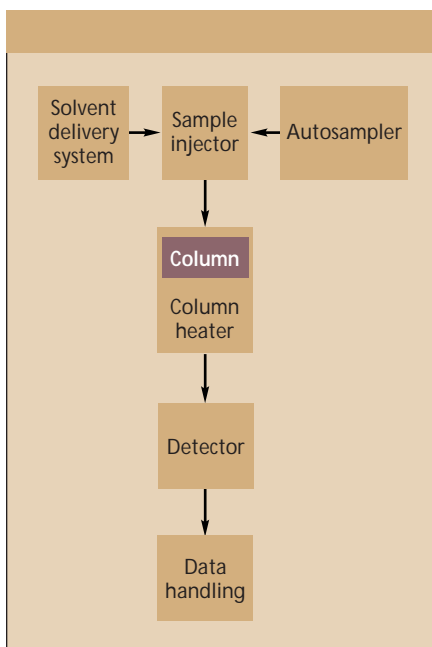 Solvent
delivery
system
Sample
injector
Autosampler
Column
Column
heater
Detector
Data
handling